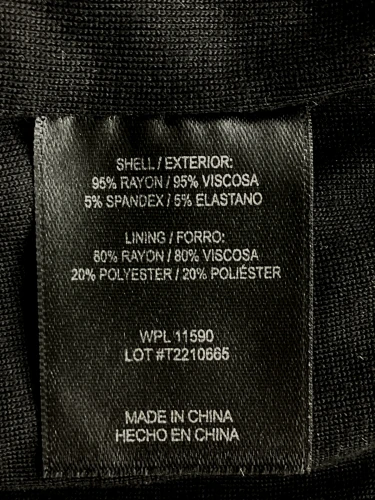 SHELL / EXTERIOR:
95% RAYON / 95% VISCOSA
5% SPANDEX / 5% ELASTANO
LINING / FORRO:
80% RAYON / 80% VISCOSA
20% POLYESTER / 20% POLIÉSTER
WPL 11590
LOT #T2210665
MADE IN CHINA
HECHO EN CHINA